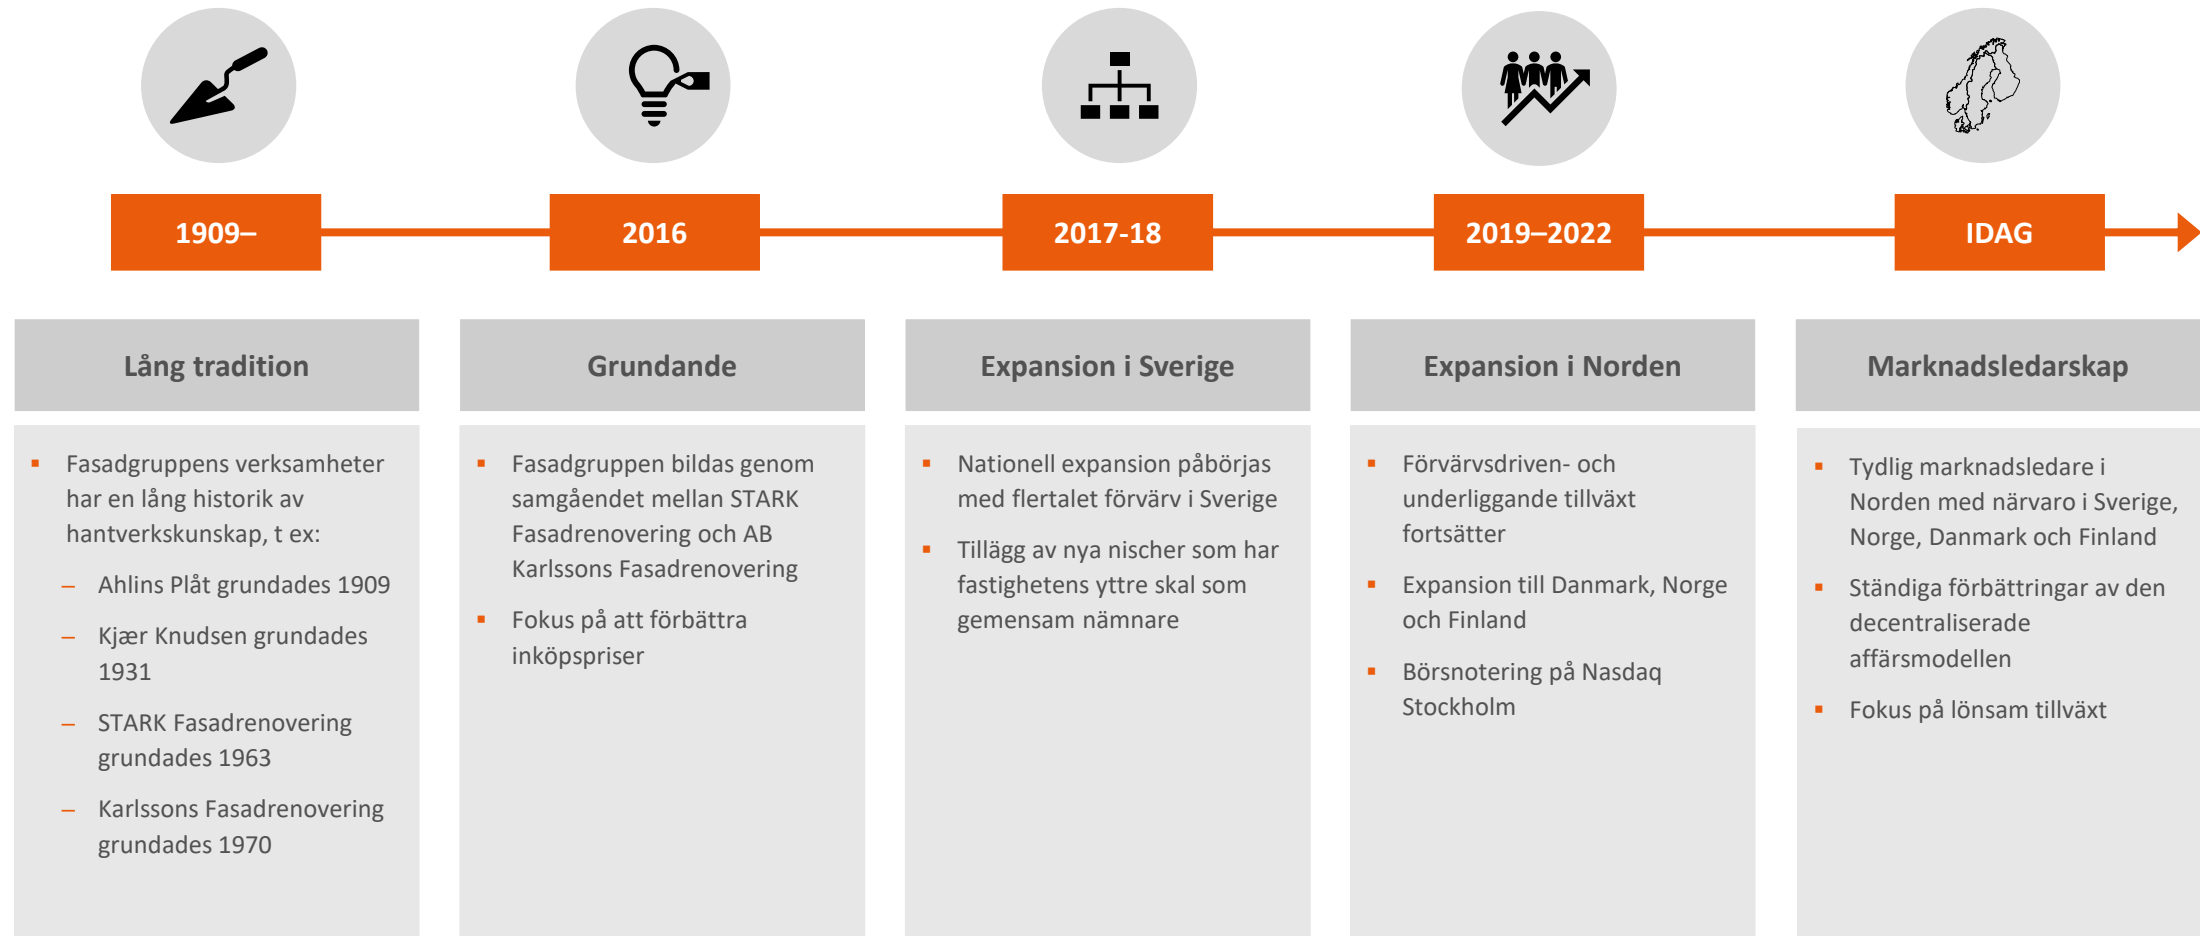 1909–
2016
2017-18
2019–2022
IDAG
Lång tradition
Grundande
Expansion i Sverige
Expansion i Norden
Marknadsledarskap
▪ Fasadgruppens verksamheter
har en lång historik av
hantverkskunskap, t ex:
– Ahlins Plåt grundades 1909
– Kjær Knudsen grundades
1931
– STARK Fasadrenovering
grundades 1963
– Karlssons Fasadrenovering
grundades 1970
▪ Fasadgruppen bildas genom
samgåendet mellan STARK
Fasadrenovering och AB
Karlssons Fasadrenovering
▪ Fokus på att förbättra
inköpspriser
▪ Nationell expansion påbörjas
med flertalet förvärv i Sverige
▪ Tillägg av nya nischer som har
fastighetens yttre skal som
gemensam nämnare
▪ Förvärvsdriven- och
underliggande tillväxt
fortsätter
▪ Expansion till Danmark, Norge
och Finland
▪ Börsnotering på Nasdaq
Stockholm
▪ Tydlig marknadsledare i
Norden med närvaro i Sverige,
Norge, Danmark och Finland
▪ Ständiga förbättringar av den
decentraliserade
affärsmodellen
▪ Fokus på lönsam tillväxt